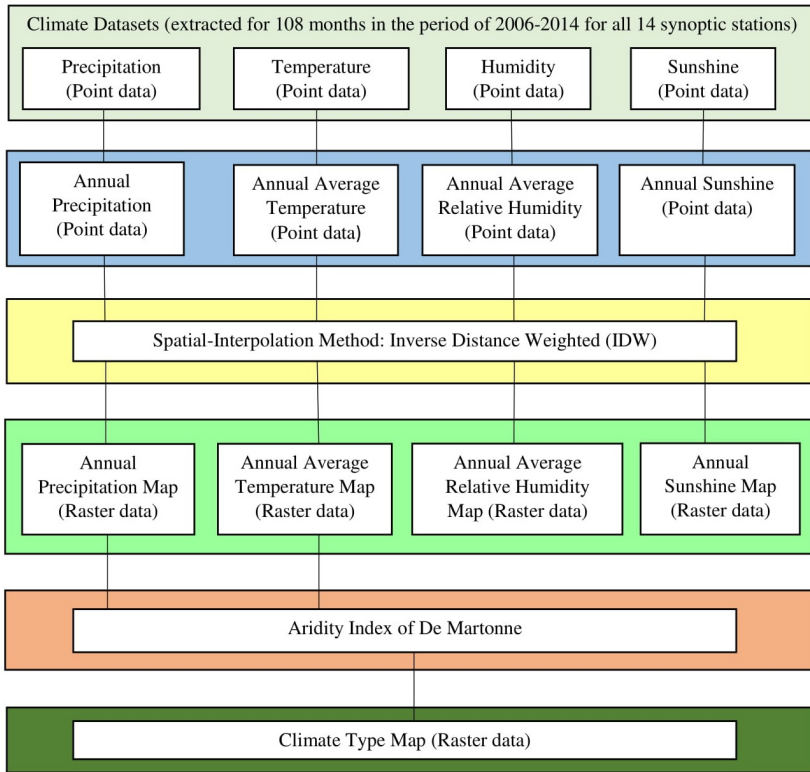 Climate Datasets (extracted for 108 months in the period of 2006-2014 for all 14 synoptic stations)
Precipitation
(Point data)
Temperature
(Point data)
Humidity
(Point data)
Sunshine
(Point data)
Annual
Precipitation
(Point data)
Annual Average
Temperature
(Point data)
Annual Average
Relative Humidity
(Point data)
Annual Sunshine
(Point data)
Spatial-Interpolation Method: Inverse Distance Weighted (IDW)
Annual
Precipitation Map
(Raster data)
Annual Average
Temperature Map
(Raster data)
Annual Average
Relative Humidity
Map (Raster data)
Annual
Sunshine Map
(Raster data)
Aridity Index of De Martonne
Climate Type Map (Raster data)